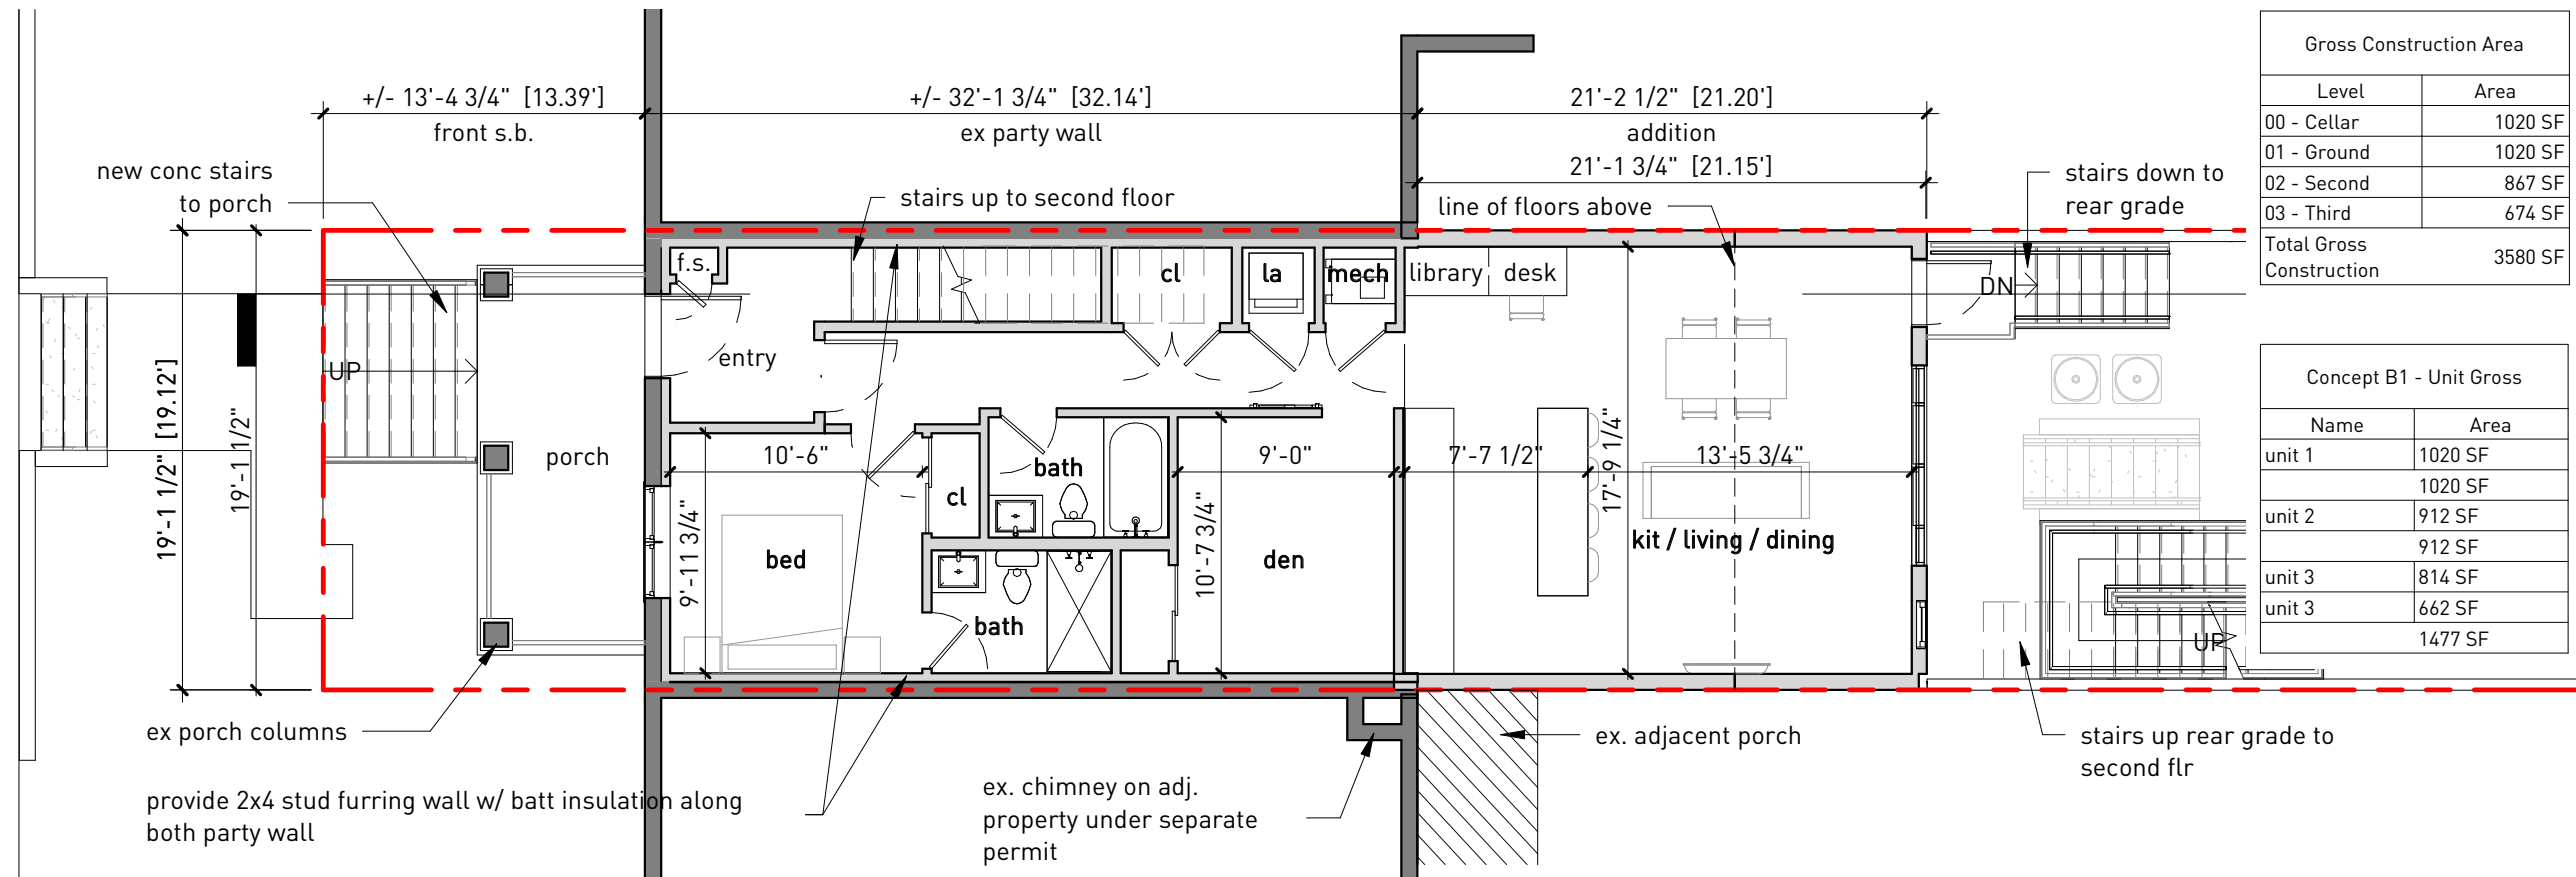 +/- 13'-4 3/4" [13.39']
front s.b.
+/- 32'-1 3/4" [32.14']
ex party wall
21'-2 1/2" [21.20']
addition
21'-1 3/4" [21.15']
new conc stairs
to porch
stairs up to second floor
line of floors above
stairs down to
rear grade
Gross Construction Area
Level Area
00 - Cellar 1020 SF
01 - Ground 1020 SF
02 - Second 867 SF
03 - Third 674 SF
Total Gross
Construction 3580 SF
f.s.
cl
la
mech
library
desk
DN
UP
entry
19'-1 1/2" [19.12']
19'-1 1/2"
porch
10'-6"
9'-11 3/4"
bed
cl
bath
bath
9'-0"
10'-7 3/4"
den
7'-7 1/2"
17'-9 1/4"
13'-5 3/4"
kit / living / dining
UP
Concept B1 - Unit Gross
Name Area
unit 1 1020 SF
1020 SF
unit 2 912 SF
912 SF
unit 3 814 SF
unit 3 662 SF
1477 SF
ex porch columns
provide 2x4 stud furring wall w/ batt insulation along
both party wall
ex. chimney on adj.
property under separate
permit
ex. adjacent porch
stairs up rear grade to
second flr